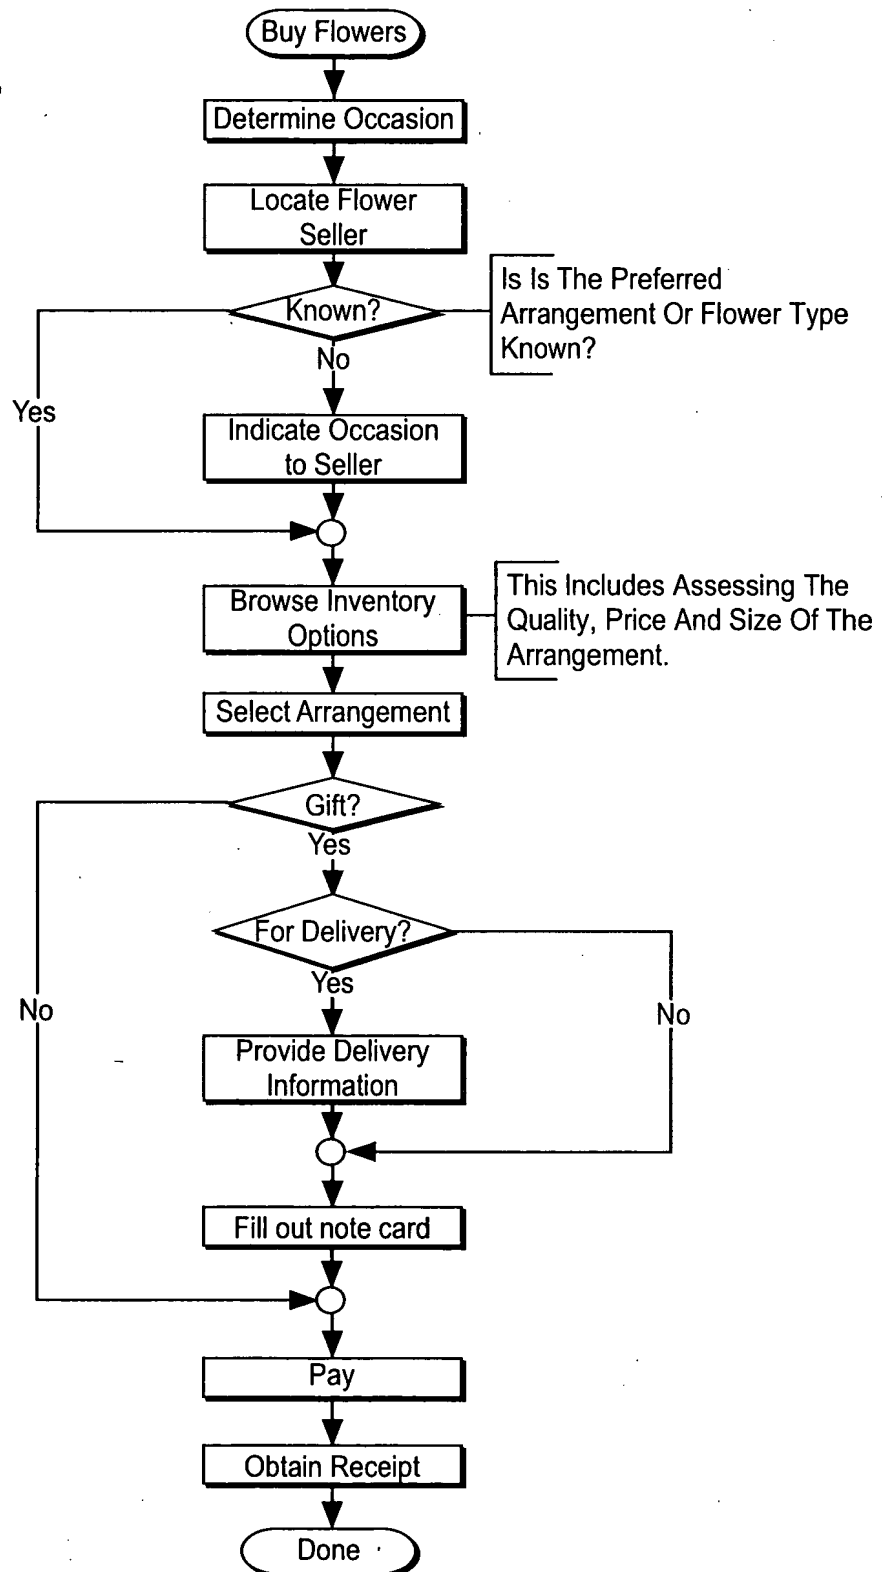 Buy Flowers
Determine Occasion
Locate Flower
Seller
Known?
Is Is The Preferred
Arrangement Or Flower Type
Known?
No
Yes
Indicate Occasion
to Seller
Browse Inventory
Options
This Includes Assessing The
Quality, Price And Size Of The
Arrangement.
Select Arrangement
Gift?
Yes
For Delivery?
Yes
No
No
Provide Delivery
Information
Fill out note card
Pay
Obtain Receipt
Done